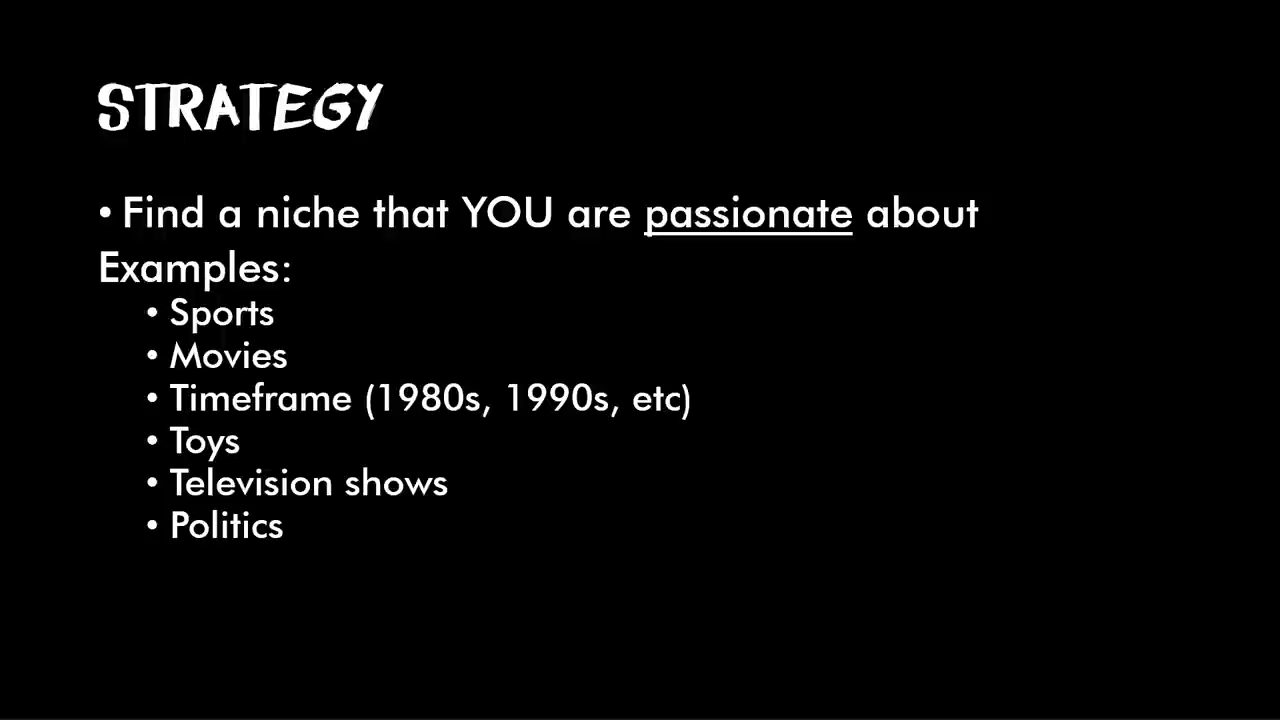 STRATEGY
• Find a niche that YOU are passionate about
Examples:
• Sports
• Movies
• Timeframe (1980s, 1990s, etc)
• Toys
• Television shows
• Politics